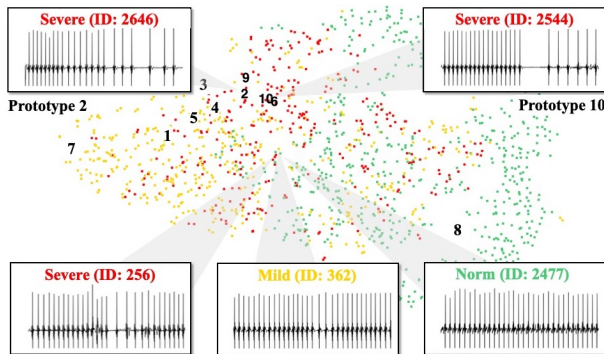 Severe (ID: 2646)
Severe (ID: 2544)
Prototype 2
Prototype 10
9
3
2
10
6
4
5
1
7
8
Severe (ID: 256)
Mild (ID: 362)
Norm (ID: 2477)